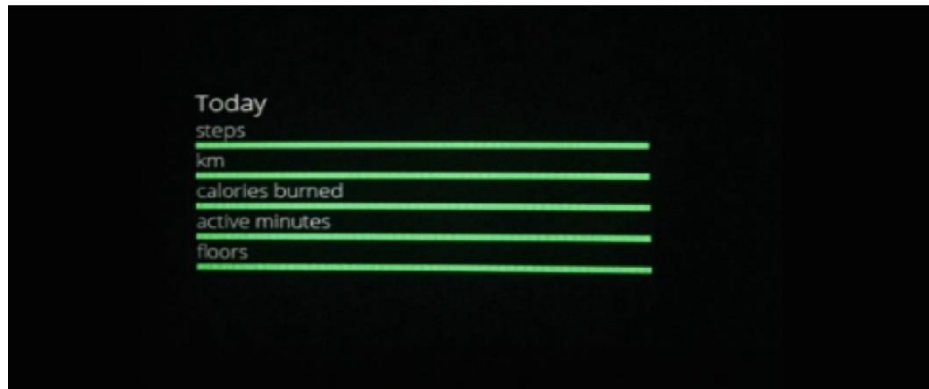 Today
steps
km
calories burned
active minutes
floors